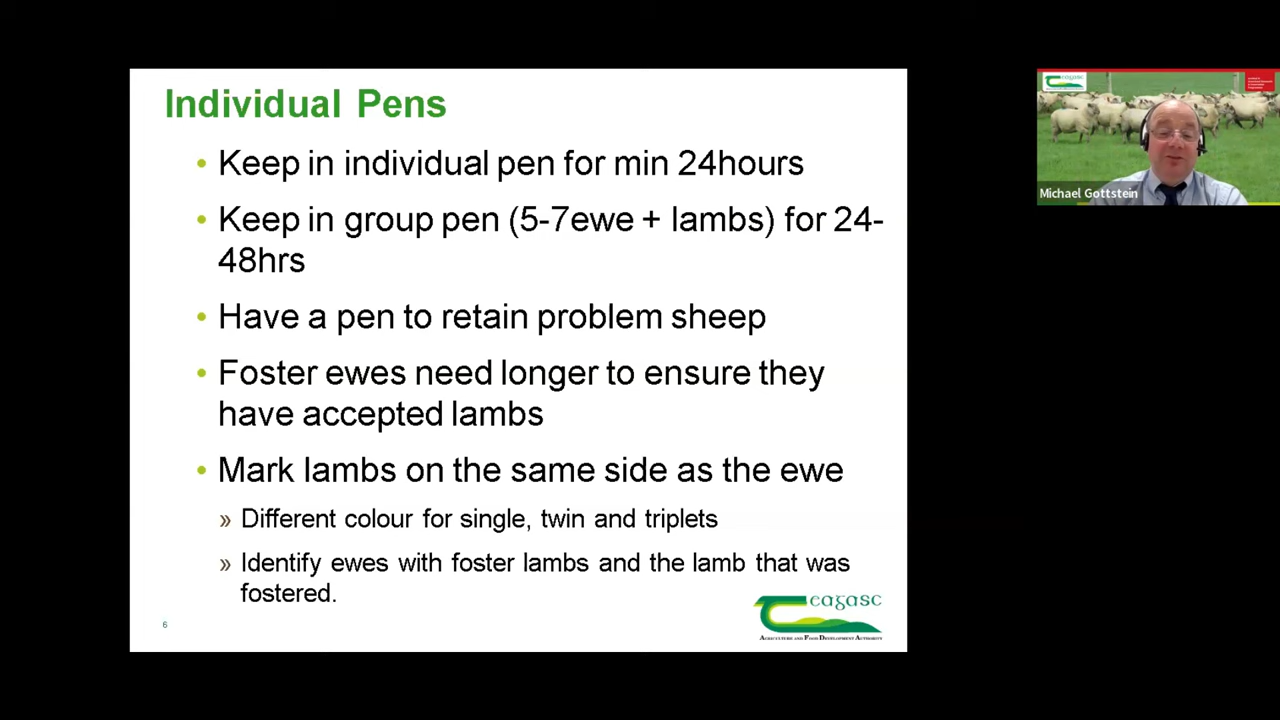 Individual Pens
• Keep in individual pen for min 24hours
• Keep in group pen (5-7ewe + lambs) for 24-
48hrs
• Have a pen to retain problem sheep
• Foster ewes need longer to ensure they
have accepted lambs
• Mark lambs on the same side as the ewe
» Different colour for single, twin and triplets
» Identify ewes with foster lambs and the lamb that was
fostered.
6
eagasc
AGRICULTURE AND FOOD DEVELOPMENT AUTHORITY
eagasc
Michael Gottstein